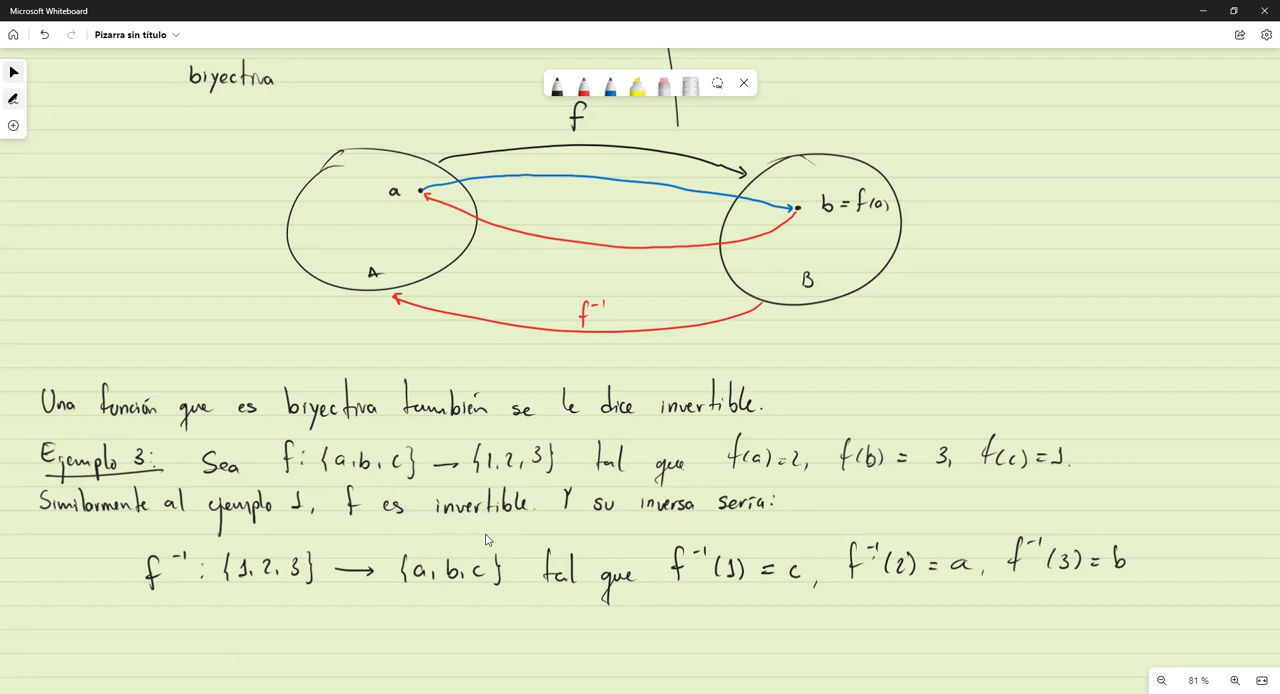 Microsoft Whiteboard
Pizarra sin título
biyectiva
f
a
b = f(a)
A
B
f⁻¹
Una función que es biyectiva también se le dice invertible.
Ejemplo 3: Sea f: {a,b,c} → {1,2,3} tal que f(a)=2, f(b) = 3, f(c)=1.
Similarmente al ejemplo 1, f es invertible. Y su inversa sería:
f⁻¹ : {1,2,3} → {a,b,c} tal que f⁻¹(1) = c, f⁻¹(2) = a, f⁻¹(3) = b
81 %